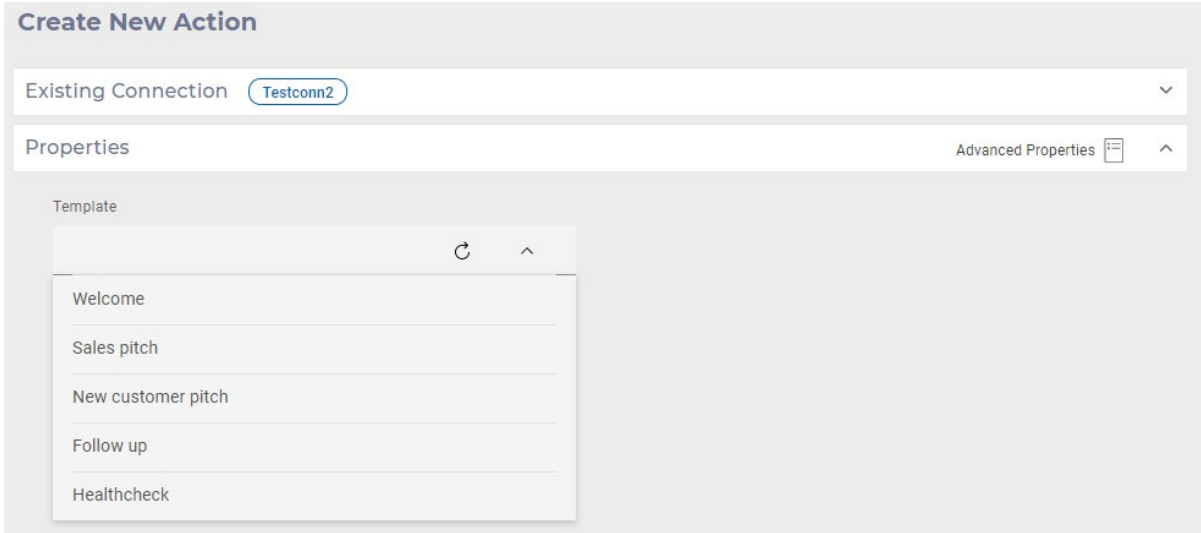 Create New Action
Existing Connection Testconn2
Properties Advanced Properties
Template
Welcome
Sales pitch
New customer pitch
Follow up
Healthcheck